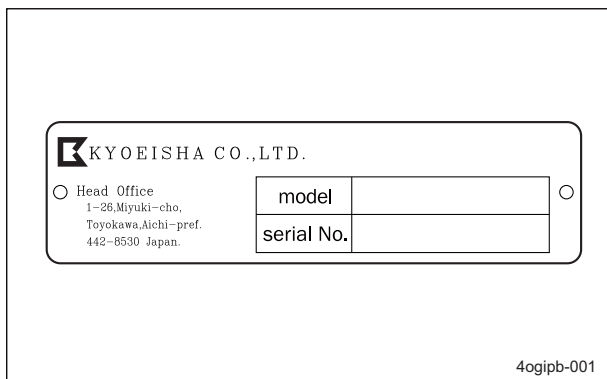 KYOEISHA CO.,LTD.
Head Office
1-26,Miyuki-cho,
Toyokawa,Aichi-pref.
442-8530 Japan.
model
serial No.
4ogipb-001